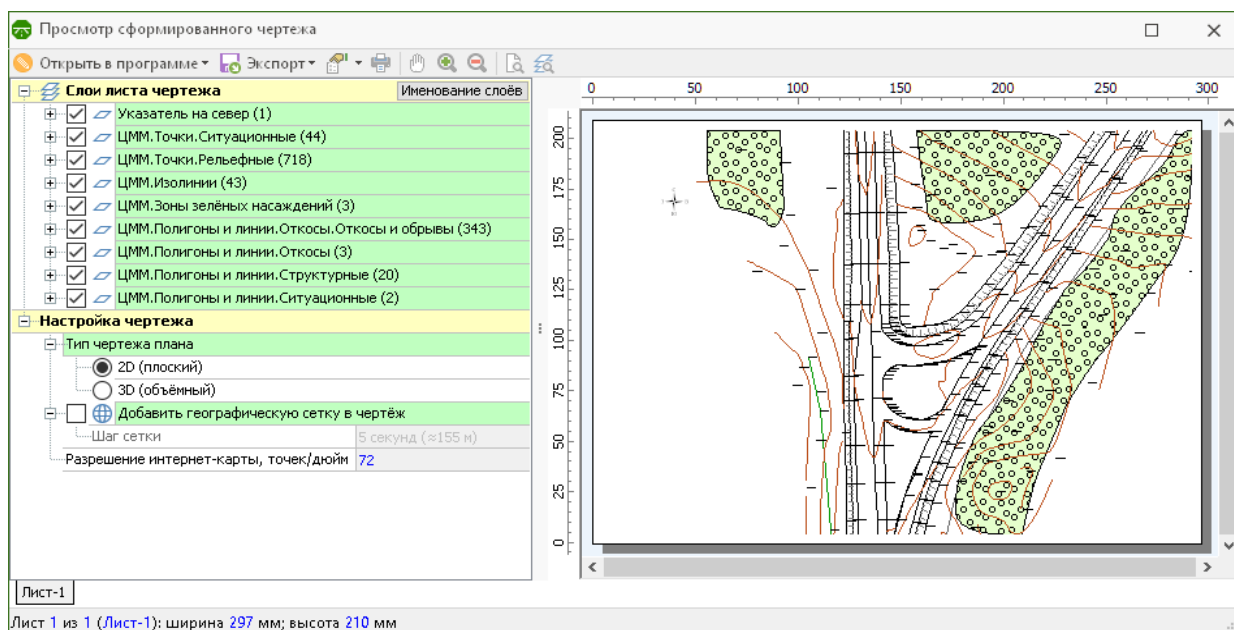 Просмотр сформированного чертежа
Открыть в программе Экспорт
Слои листа чертежа Именование слоёв
Указатель на север (1)
ЦММ.Точки.Ситуационные (44)
ЦММ.Точки.Рельефные (718)
ЦММ.Изолинии (43)
ЦММ.Зоны зелёных насаждений (3)
ЦММ.Полигоны и линии.Откосы.Откосы и обрывы (343)
ЦММ.Полигоны и линии.Откосы (3)
ЦММ.Полигоны и линии.Структурные (20)
ЦММ.Полигоны и линии.Ситуационные (2)
Настройка чертежа
Тип чертежа плана
2D (плоский)
3D (объёмный)
Добавить географическую сетку в чертёж
Шаг сетки 5 секунд (≈155 м)
Разрешение интернет-карты, точек/дюйм 72
0 50 100 150 200 250 300
200
175
150
125
100
75
50
25
0
Лист-1
Лист 1 из 1 (Лист-1): ширина 297 мм; высота 210 мм